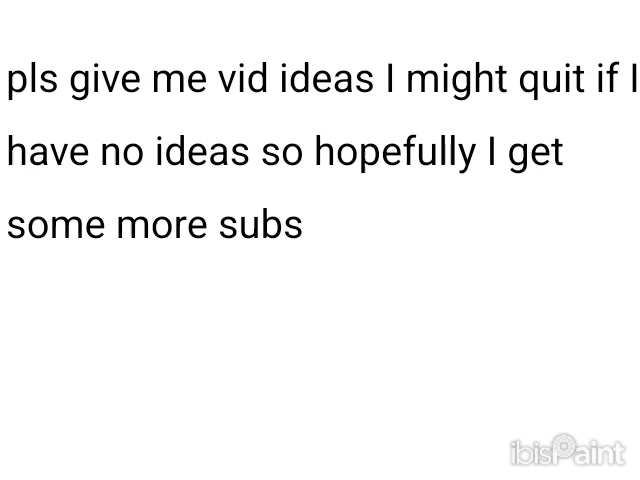 pls give me vid ideas I might quit if I
have no ideas so hopefully I get
some more subs
ibisPaint